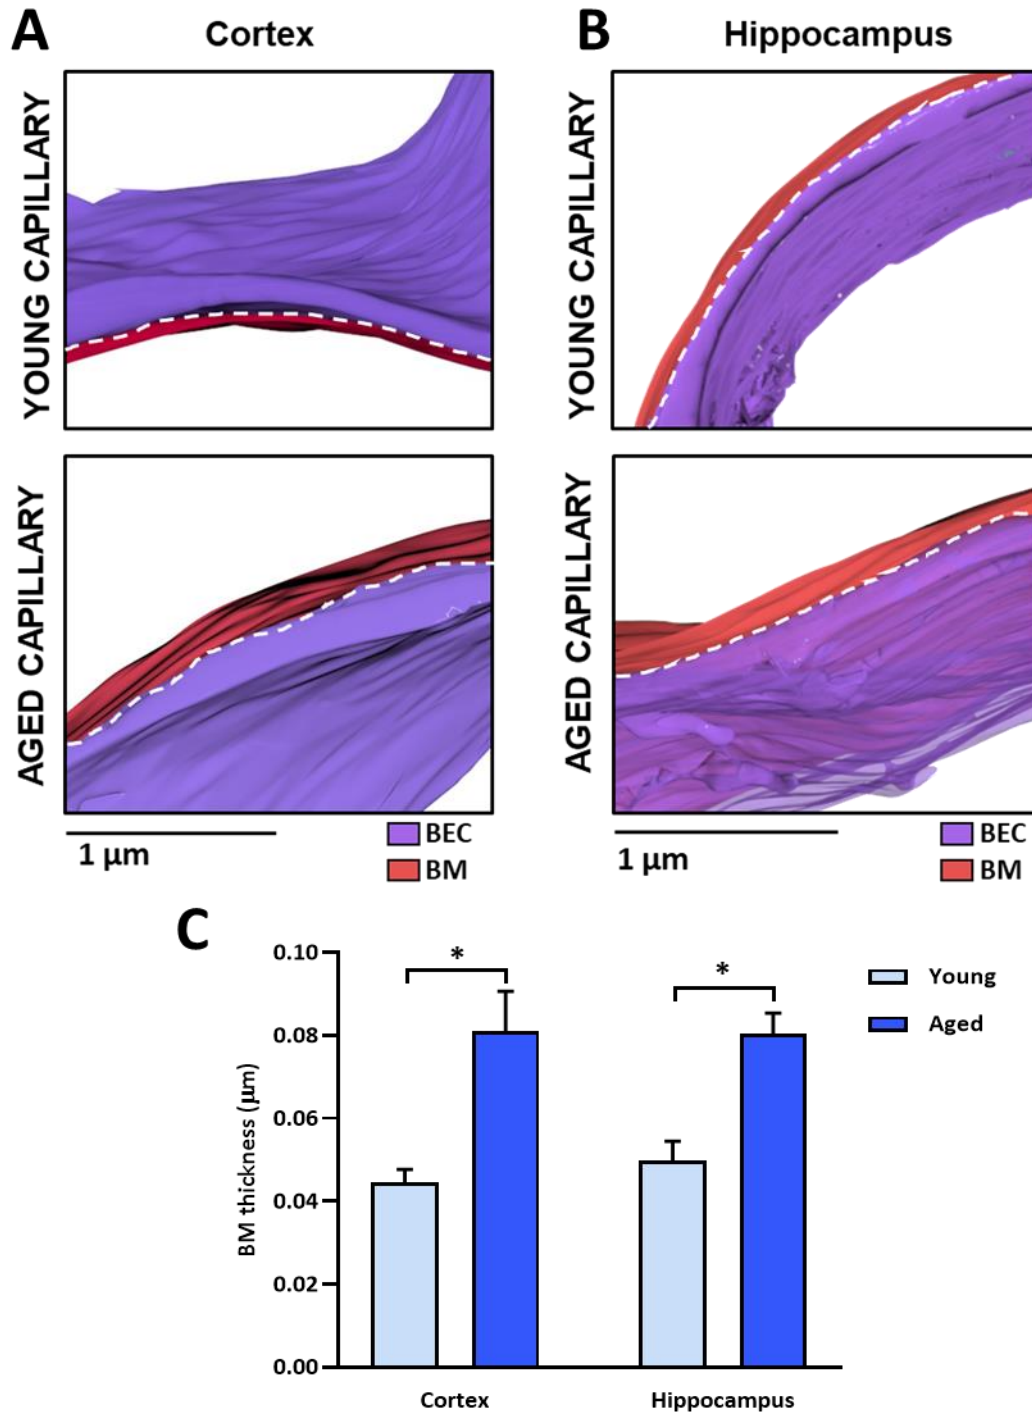 A
Cortex
B
Hippocampus
YOUNG CAPILLARY
YOUNG CAPILLARY
AGED CAPILLARY
AGED CAPILLARY
1 μm
BEC
BM
1 μm
BEC
BM
C
BM thickness (μm)
0.10
0.08
0.06
0.04
0.02
0.00
*
*
Young
Aged
Cortex
Hippocampus